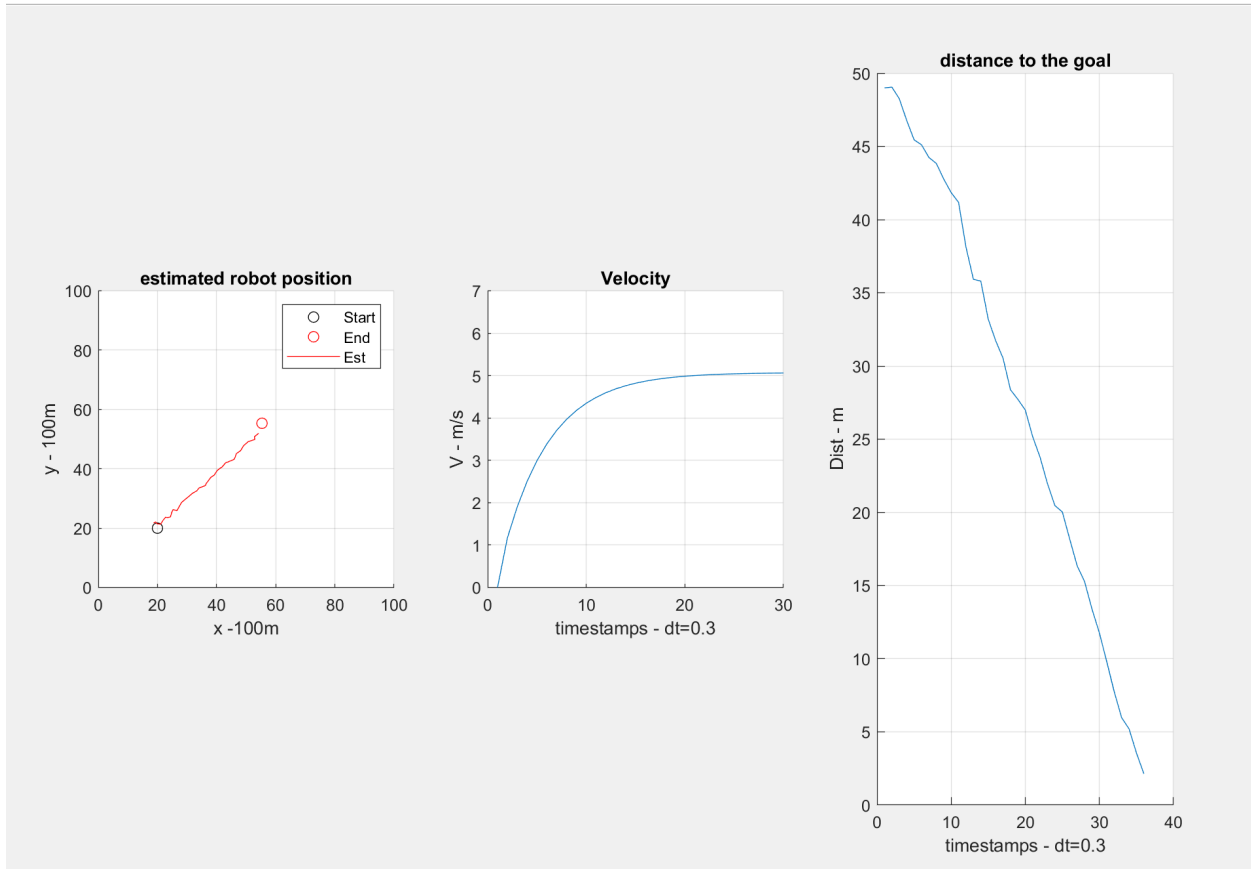 estimated robot position
100
80
60
40
20
0
0 20 40 60 80 100
y - 100m
x -100m
Start
End
Est
Velocity
7
6
5
4
3
2
1
0
0 10 20 30
V - m/s
timestamps - dt=0.3
distance to the goal
50
45
40
35
30
25
20
15
10
5
0
0 10 20 30 40
Dist - m
timestamps - dt=0.3